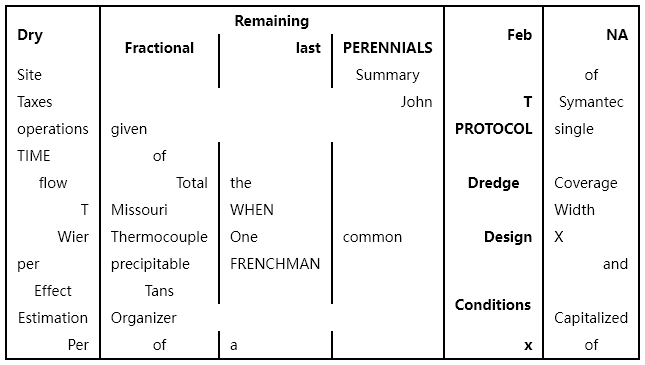 Dry Remaining Feb NA
Fractional last PERENNIALS
Site Summary of
Taxes John T Symantec
operations given PROTOCOL single
TIME of
flow Total the Dredge Coverage
T Missouri WHEN Width
Wier Thermocouple One common Design X
per precipitable FRENCHMAN and
Effect Tans Conditions
Estimation Organizer Capitalized
Per of a x of